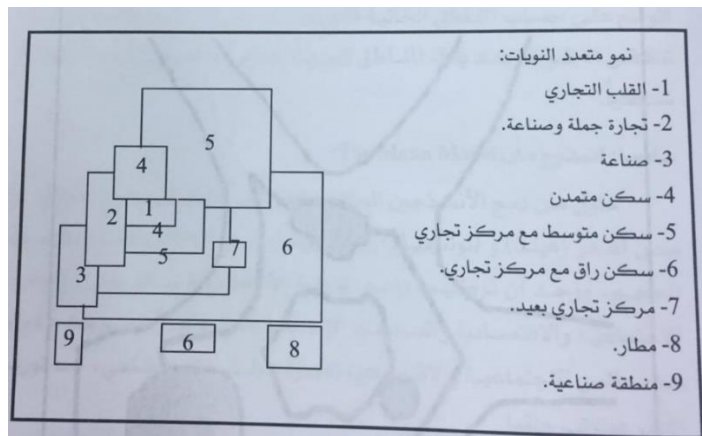 نمو متعدد النويات:
1- القلب التجاري
2- تجارة جملة وصناعة.
3- صناعة
4- سكن متمدن
5- سكن متوسط مع مركز تجاري
6- سكن راق مع مركز تجاري.
7- مركز تجاري بعيد.
8- مطار.
9- منطقة صناعية.
5
4
1
2
4
7
6
5
3
9
6
8